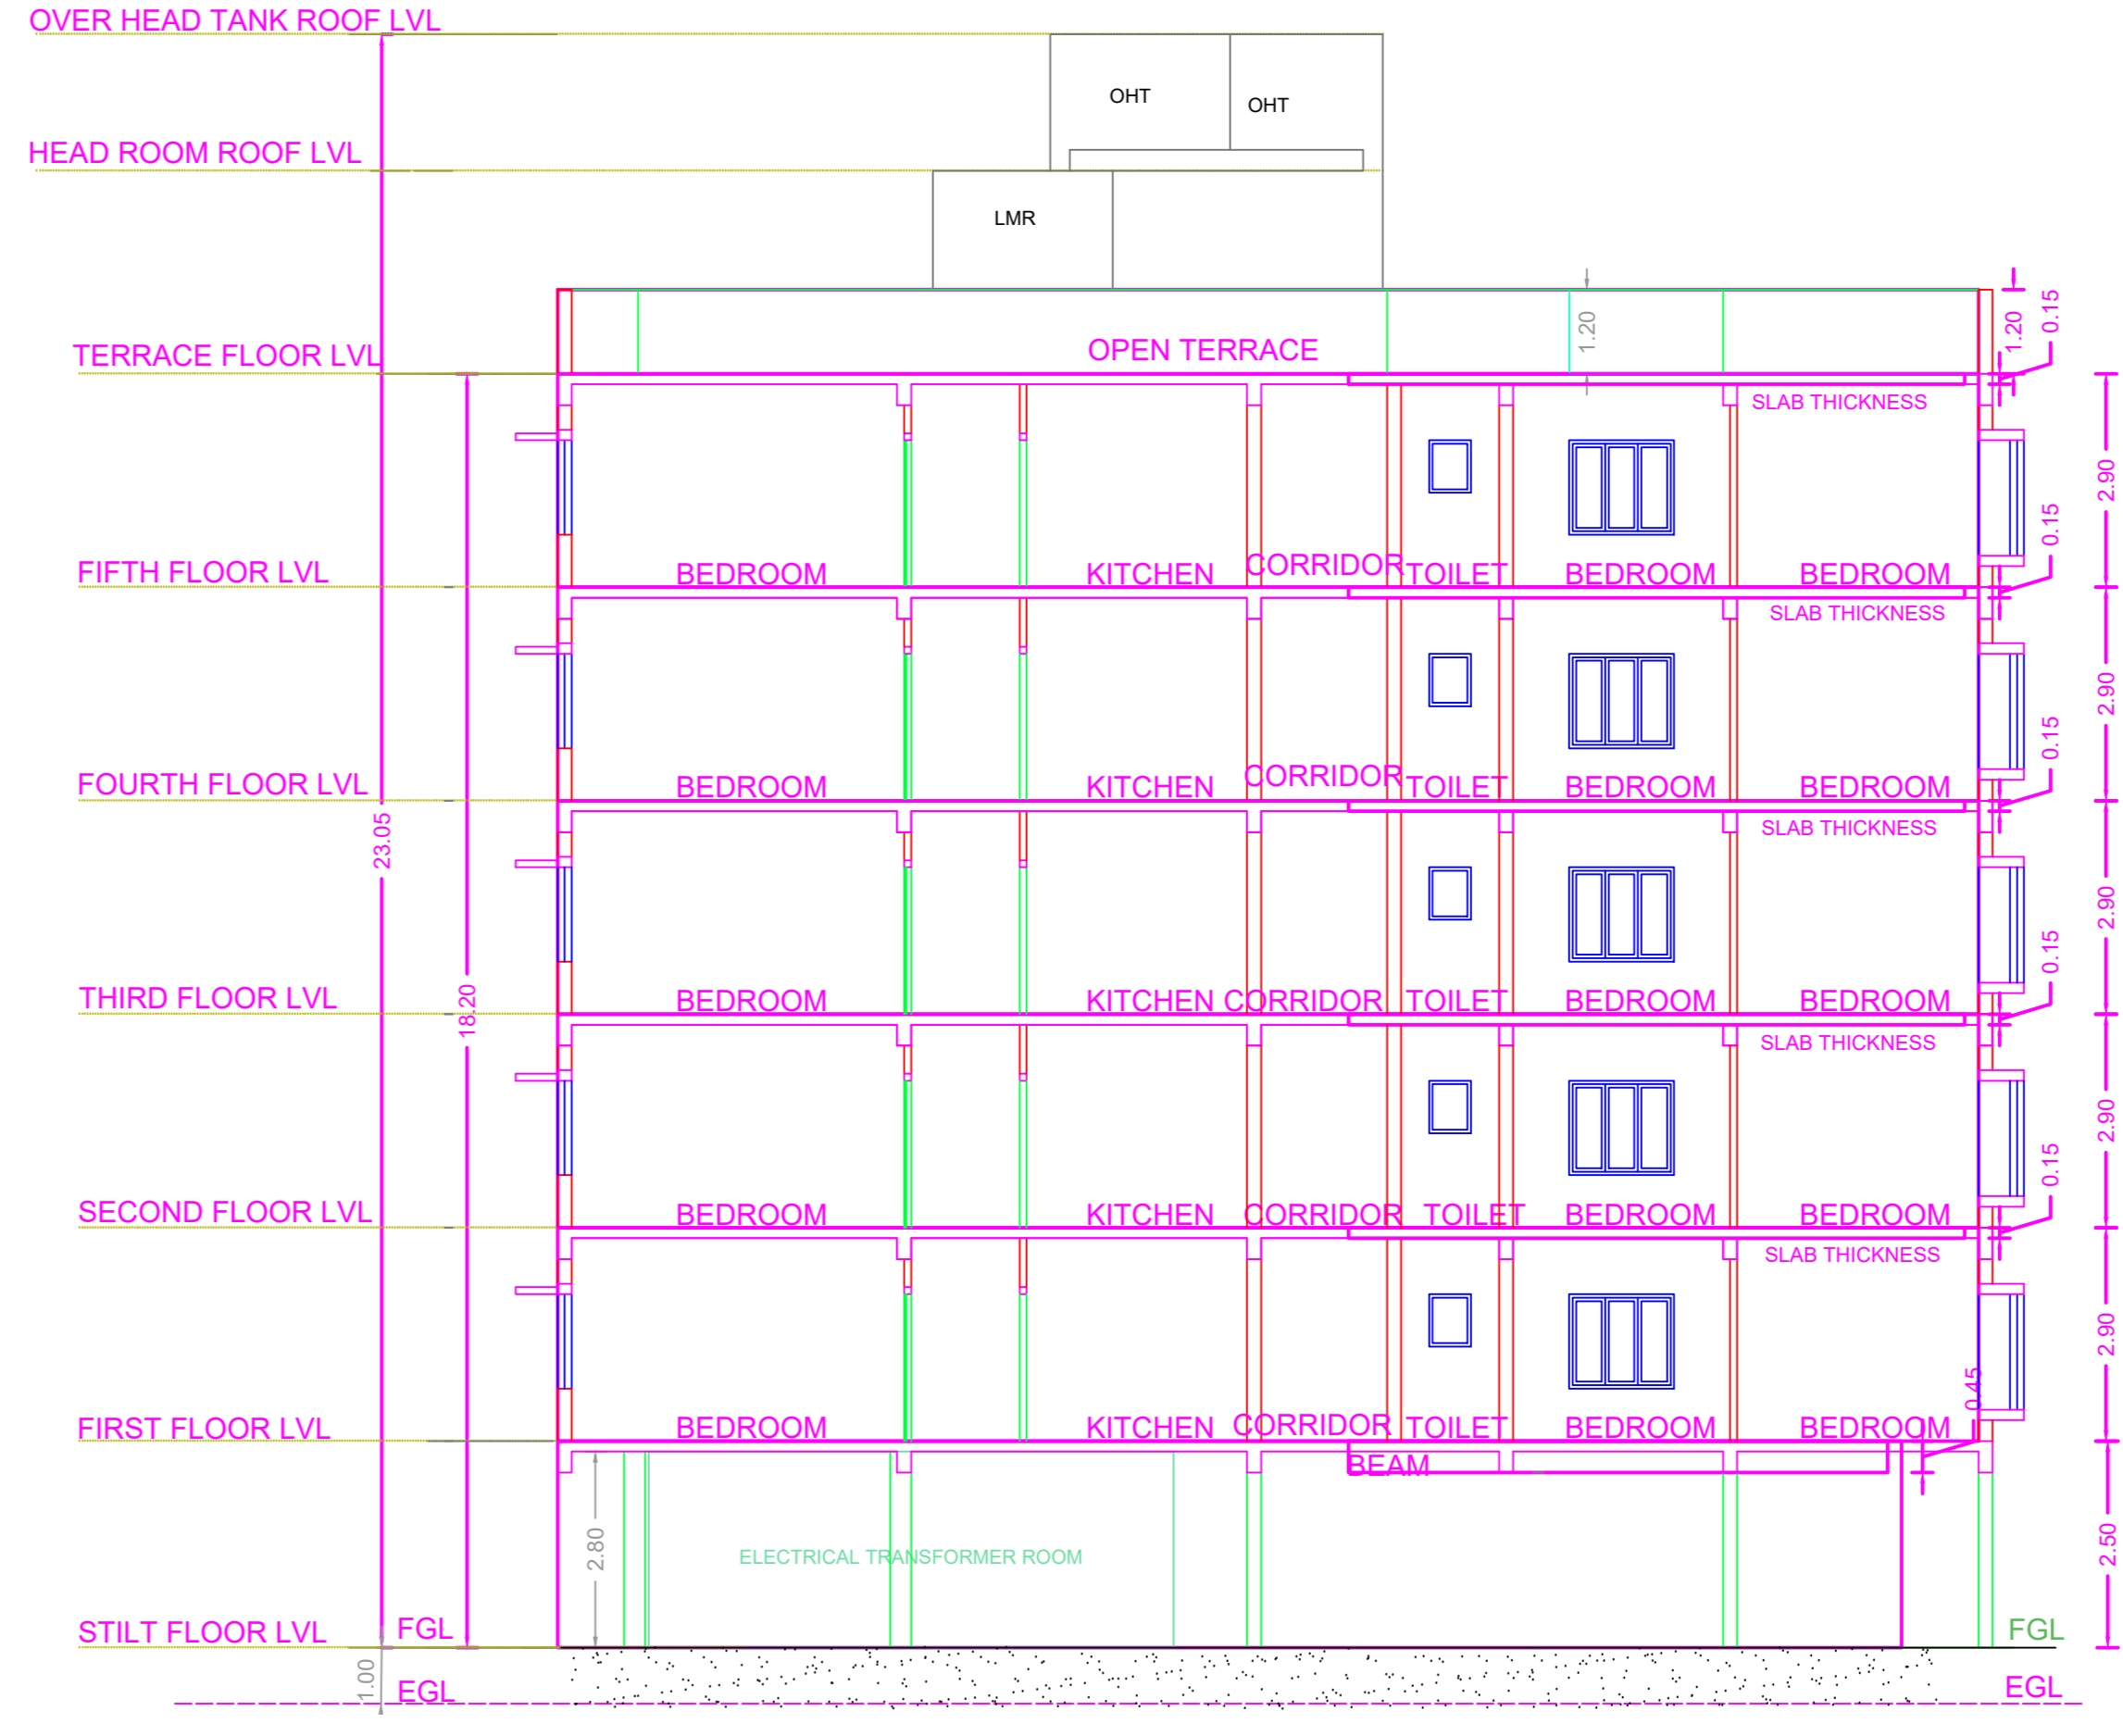 OVER HEAD TANK ROOF LVL
OHT
OHT
HEAD ROOM ROOF LVL
LMR
1.20
1.20
0.15
TERRACE FLOOR LVL
OPEN TERRACE
SLAB THICKNESS
2.90
0.15
FIFTH FLOOR LVL
BEDROOM
KITCHEN
CORRIDOR
TOILET
BEDROOM
BEDROOM
SLAB THICKNESS
2.90
0.15
FOURTH FLOOR LVL
BEDROOM
KITCHEN
CORRIDOR
TOILET
BEDROOM
BEDROOM
23.05
SLAB THICKNESS
2.90
0.15
THIRD FLOOR LVL
18.20
BEDROOM
KITCHEN
CORRIDOR
TOILET
BEDROOM
BEDROOM
SLAB THICKNESS
2.90
0.15
SECOND FLOOR LVL
BEDROOM
KITCHEN
CORRIDOR
TOILET
BEDROOM
BEDROOM
SLAB THICKNESS
2.90
0.45
FIRST FLOOR LVL
BEDROOM
KITCHEN
CORRIDOR
TOILET
BEDROOM
BEDROOM
BEAM
2.80
ELECTRICAL TRANSFORMER ROOM
2.50
STILT FLOOR LVL
FGL
FGL
1.00
EGL
EGL